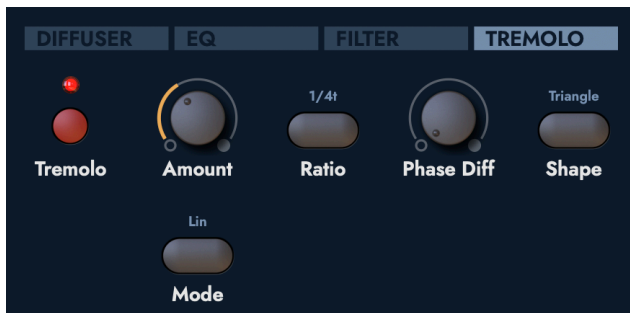 DIFFUSER EQ FILTER TREMOLO
1/4t Triangle
Tremolo Amount Ratio Phase Diff Shape
Lin
Mode